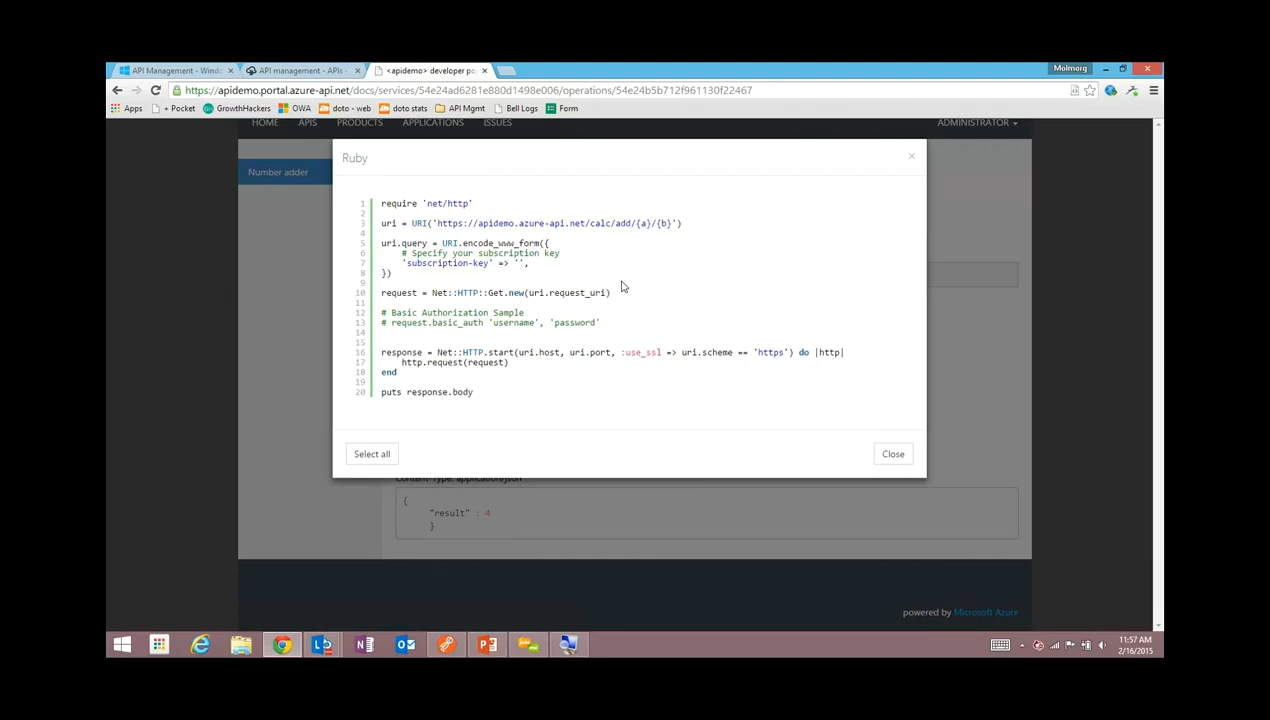 Molmorg
API Management - Windo
API management - APIs -
<apidemo> developer po
https://apidemo.portal.azure-api.net/docs/services/54e24ad6281e880d1498e006/operations/54e24b5b712f961130f22467
Apps
+ Pocket
GrowthHackers
OWA
doto - web
doto stats
API Mgmt
Bell Logs
Form
HOME
APIS
PRODUCTS
APPLICATIONS
ISSUES
ADMINISTRATOR
Number adder
Ruby
×
1 require 'net/http'
2
3 uri = URI('https://apidemo.azure-api.net/calc/add/{a}/{b}')
4
5 uri.query = URI.encode_www_form({
6 # Specify your subscription key
7 'subscription-key' => '',
8 })
9
10 request = Net::HTTP::Get.new(uri.request_uri)
11
12 # Basic Authorization Sample
13 # request.basic_auth 'username', 'password'
14
15
16 response = Net::HTTP.start(uri.host, uri.port, :use_ssl => uri.scheme == 'https') do |http|
17 http.request(request)
18 end
19
20 puts response.body
Select all
Close
Content-Type: application/json
{
"result" : 4
}
powered by Microsoft Azure
11:57 AM
2/16/2015